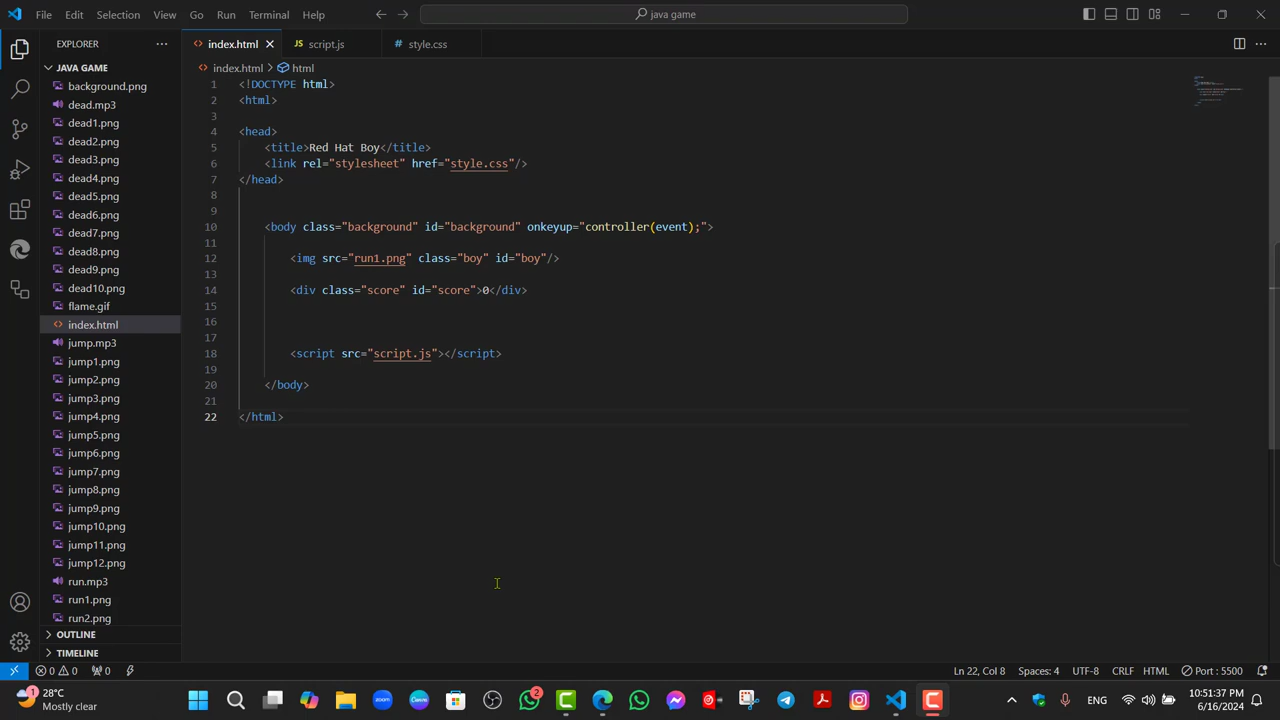 File Edit Selection View Go Run Terminal Help
java game
EXPLORER
index.html
script.js
style.css
JAVA GAME
index.html > html
background.png
dead.mp3
dead1.png
dead2.png
dead3.png
dead4.png
dead5.png
dead6.png
dead7.png
dead8.png
dead9.png
dead10.png
flame.gif
index.html
jump.mp3
jump1.png
jump2.png
jump3.png
jump4.png
jump5.png
jump6.png
jump7.png
jump8.png
jump9.png
jump10.png
jump11.png
jump12.png
run.mp3
run1.png
run2.png
OUTLINE
TIMELINE
1 <!DOCTYPE html>
2 <html>
3
4 <head>
5 <title>Red Hat Boy</title>
6 <link rel="stylesheet" href="style.css"/>
7 </head>
8
9
10 <body class="background" id="background" onkeyup="controller(event);">
11
12 <img src="run1.png" class="boy" id="boy"/>
13
14 <div class="score" id="score">0</div>
15
16
17
18 <script src="script.js"></script>
19
20 </body>
21
22 </html>
0 0 0 Ln 22, Col 8 Spaces: 4 UTF-8 CRLF HTML Port : 5500
1 28°C
Mostly clear
zoom
Canva
2
ENG
10:51:37 PM
6/16/2024